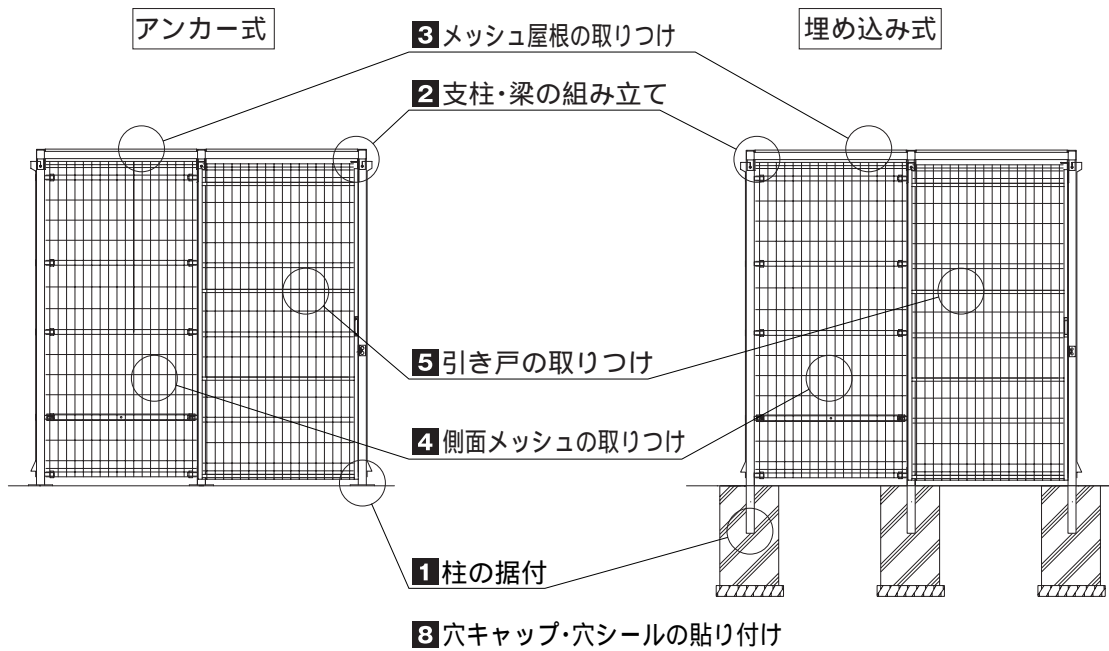 アンカー式
埋め込み式
3 メッシュ屋根の取りつけ
2 支柱・梁の組み立て
5 引き戸の取りつけ
4 側面メッシュの取りつけ
1 柱の据付
8 穴キャップ・穴シールの貼り付け